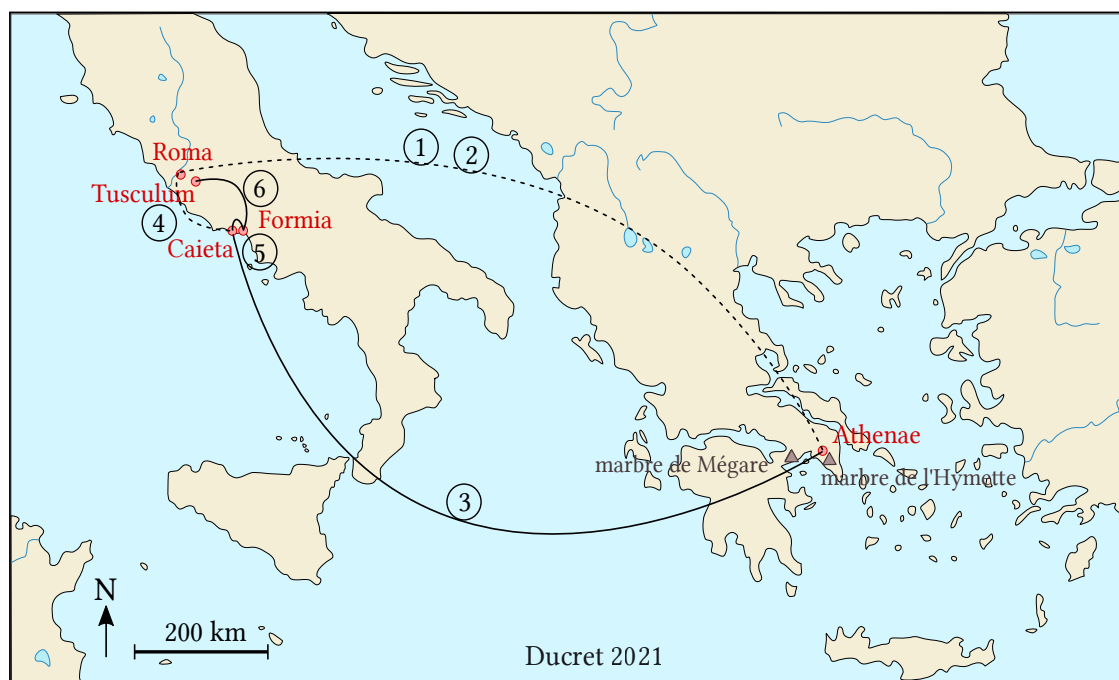 1
2
Roma
Tusculum
6
4
Formia
Caieta
5
Athenae
marbre de Mégare
marbre de l'Hymette
3
N
200 km
Ducret 2021